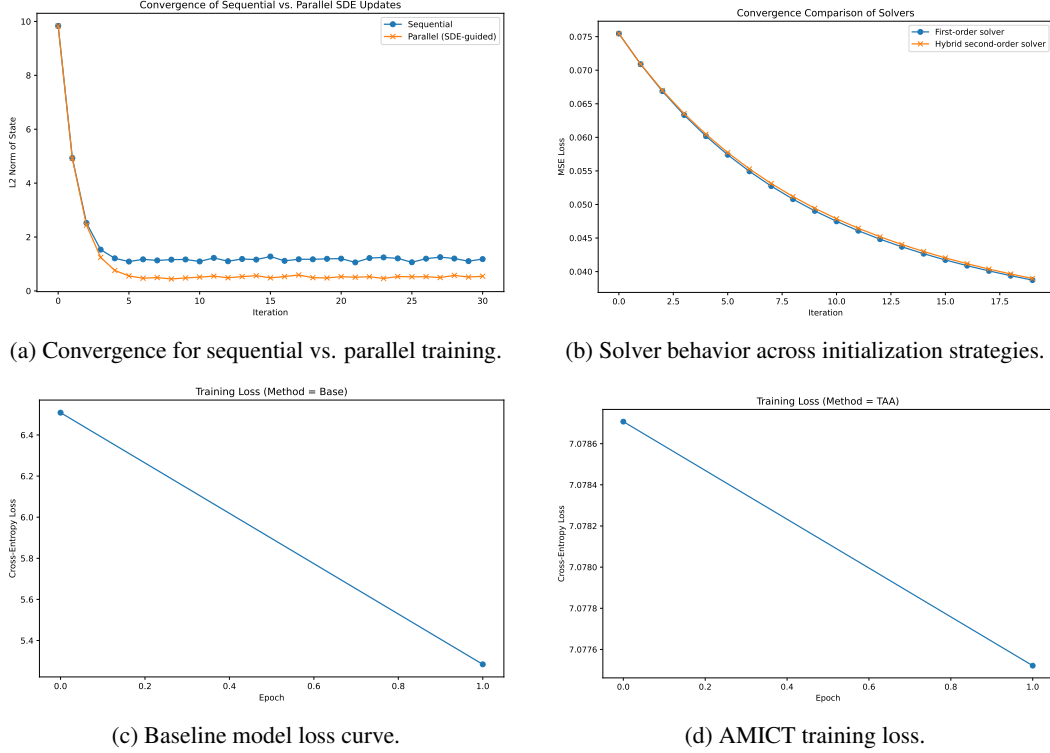 Convergence of Sequential vs. Parallel SDE Updates
Sequential
Parallel (SDE-guided)
10
8
6
4
2
0
L2 Norm of State
0 5 10 15 20 25 30
Iteration
(a) Convergence for sequential vs. parallel training.
Convergence Comparison of Solvers
First-order solver
Hybrid second-order solver
0.075
0.070
0.065
0.060
0.055
0.050
0.045
0.040
MSE Loss
0.0 2.5 5.0 7.5 10.0 12.5 15.0 17.5
Iteration
(b) Solver behavior across initialization strategies.
Training Loss (Method = Base)
6.4
6.2
6.0
5.8
5.6
5.4
Cross-Entropy Loss
0.0 0.2 0.4 0.6 0.8 1.0
Epoch
(c) Baseline model loss curve.
Training Loss (Method = TAA)
7.0786
7.0784
7.0782
7.0780
7.0778
7.0776
Cross-Entropy Loss
0.0 0.2 0.4 0.6 0.8 1.0
Epoch
(d) AMICT training loss.